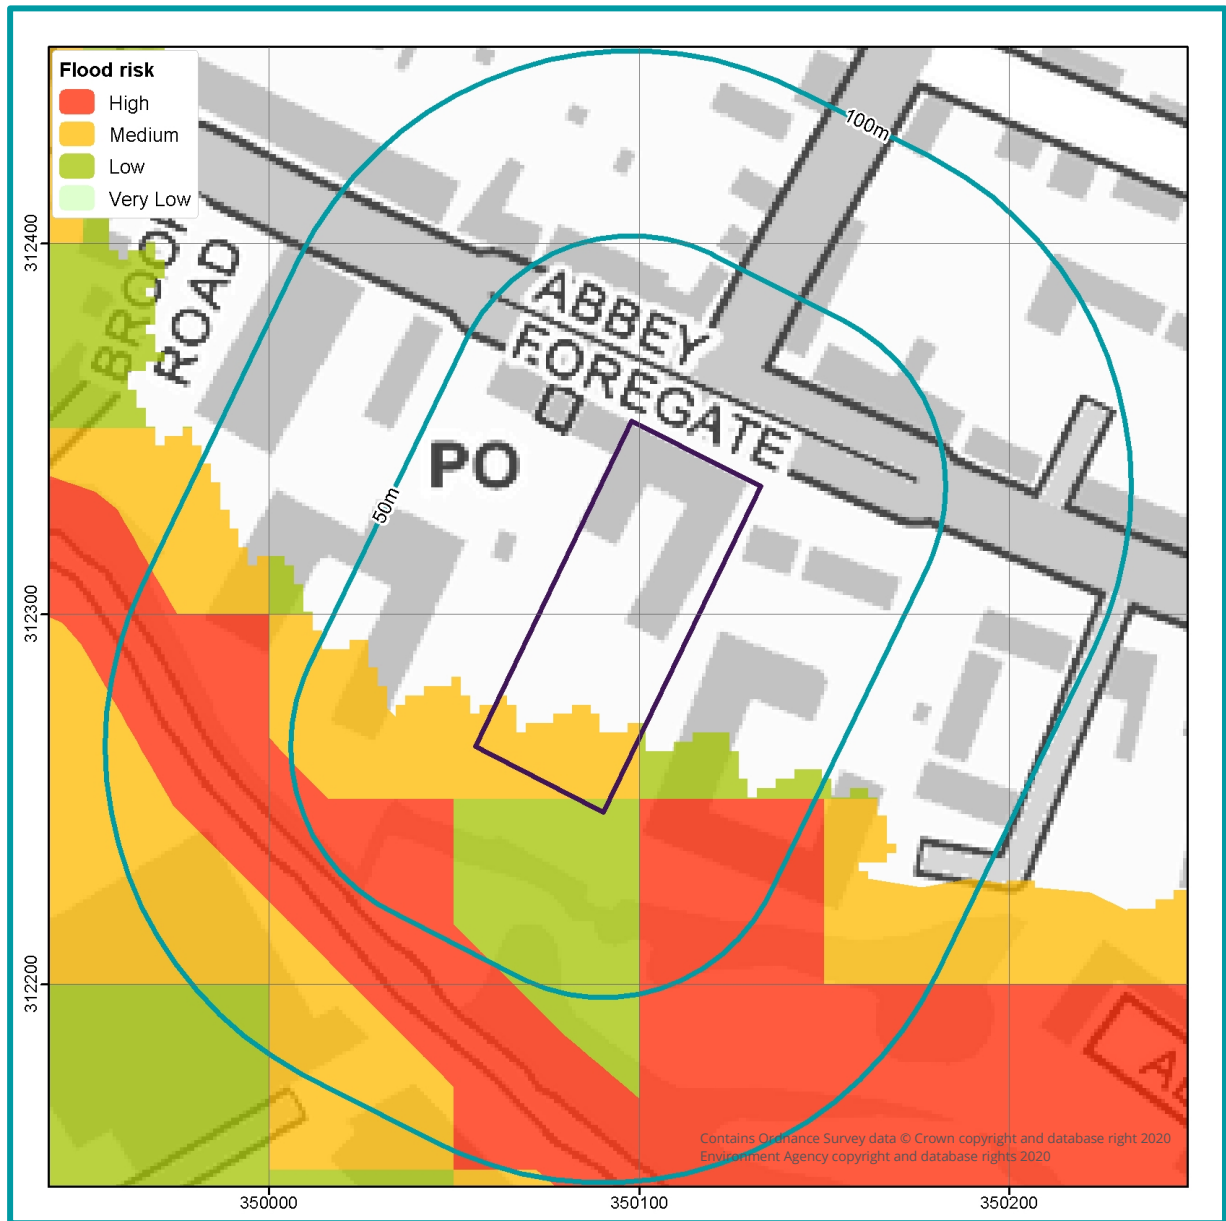 Flood risk
High
Medium
Low
Very Low
100m
ROAD
ABBEY
FOREGATE
PO
50m
312400
312300
312200
Contains Ordnance Survey data © Crown copyright and database right 2020
Environment Agency copyright and database rights 2020
350000
350100
350200